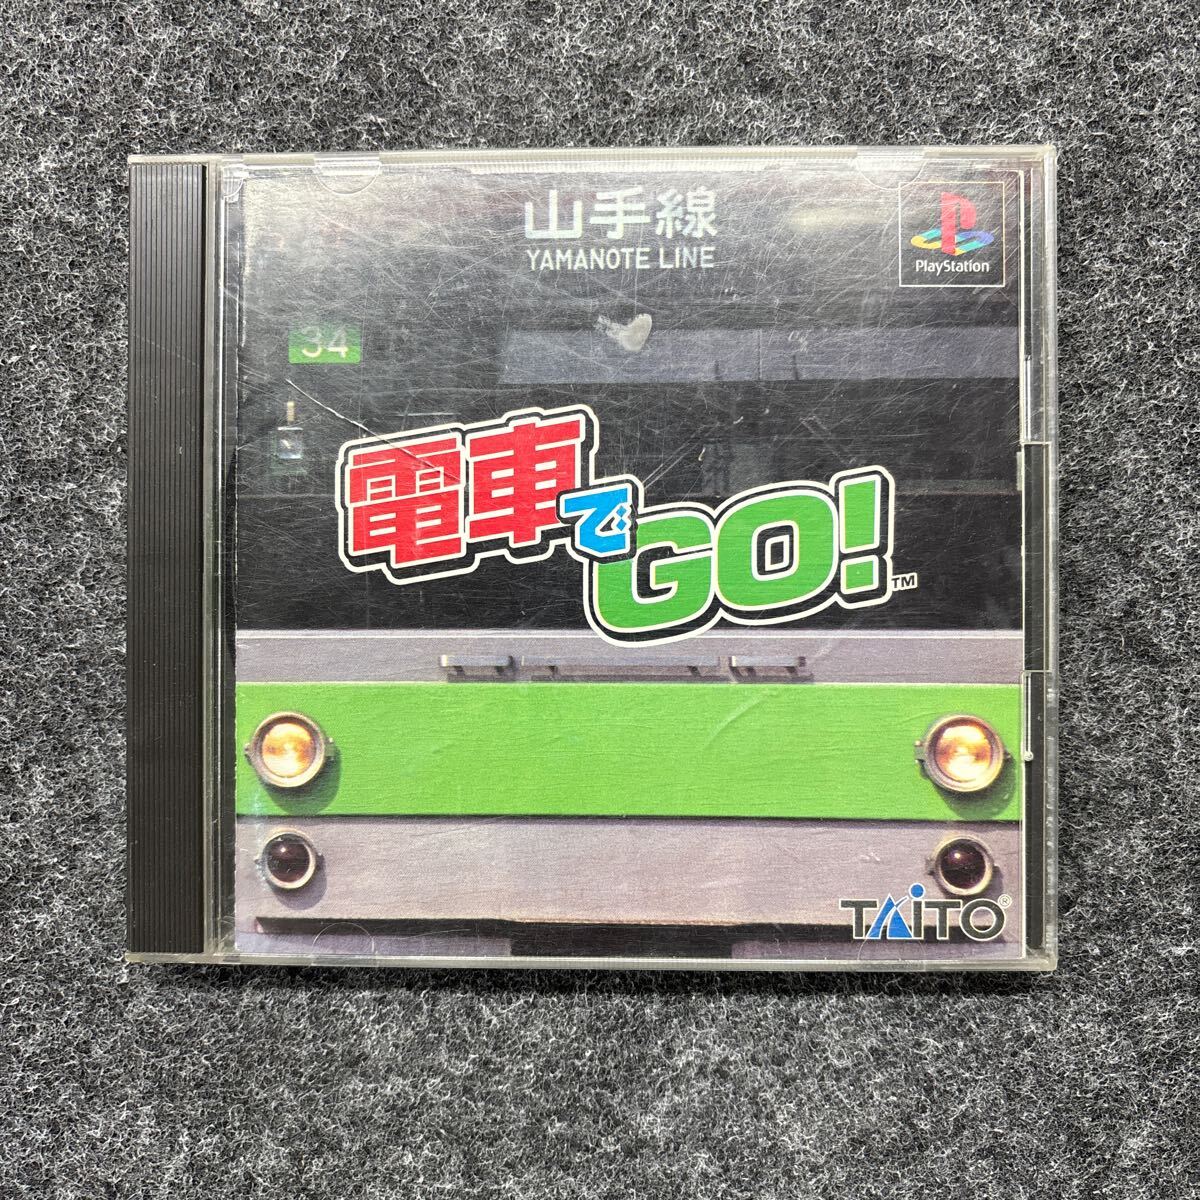 山手線
YAMANOTE LINE
PlayStation
34
電車でGO!™
TAITO®